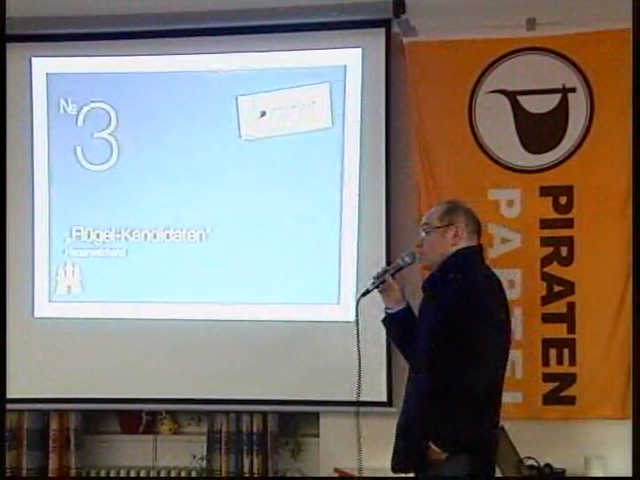 № 3
„Flügel-Kandidaten“
PIRATEN
PARTEI